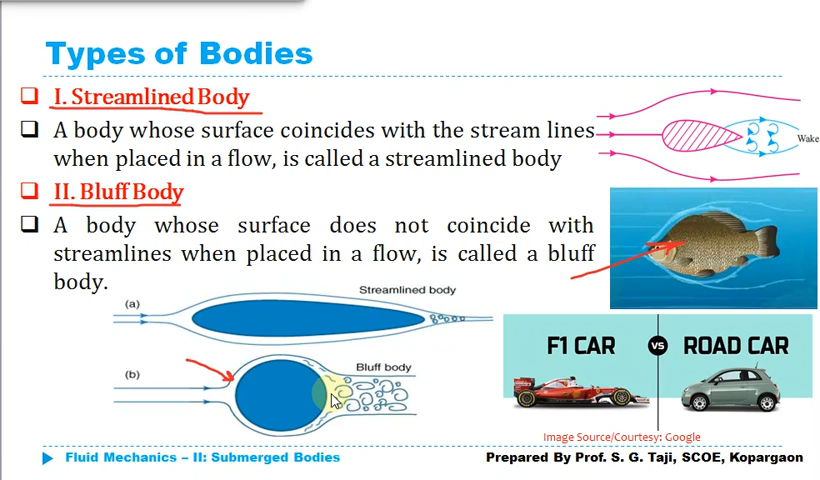 Types of Bodies
I. Streamlined Body
A body whose surface coincides with the stream lines
when placed in a flow, is called a streamlined body
Wake
II. Bluff Body
A body whose surface does not coincide with
streamlines when placed in a flow, is called a bluff
body.
Streamlined body
(a)
Bluff body
(b)
F1 CAR VS ROAD CAR
Image Source/Courtesy: Google
Fluid Mechanics – II: Submerged Bodies
Prepared By Prof. S. G. Taji, SCOE, Kopargaon